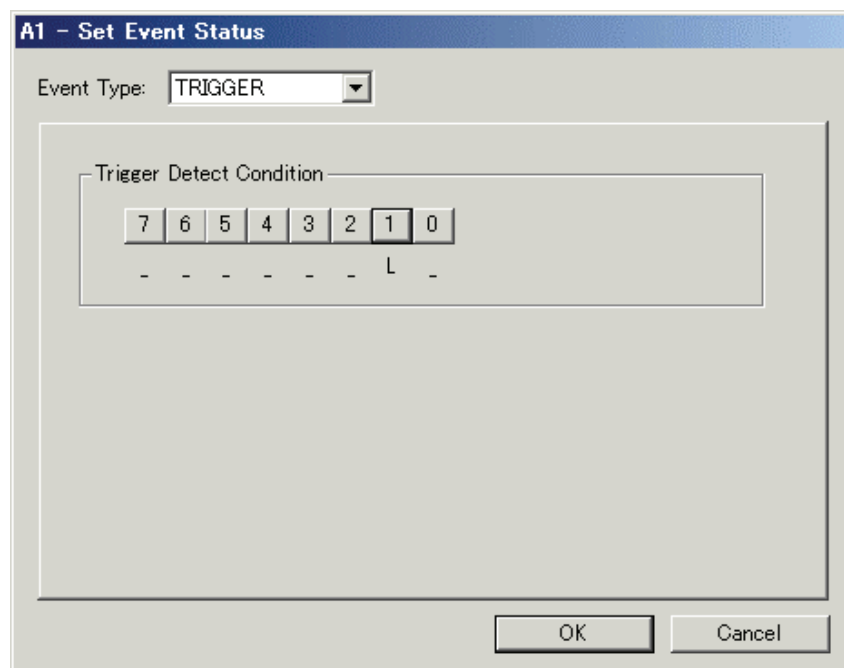 A1 - Set Event Status
Event Type: TRIGGER
Trigger Detect Condition
7 6 5 4 3 2 1 0
- - - - - - L -
OK Cancel